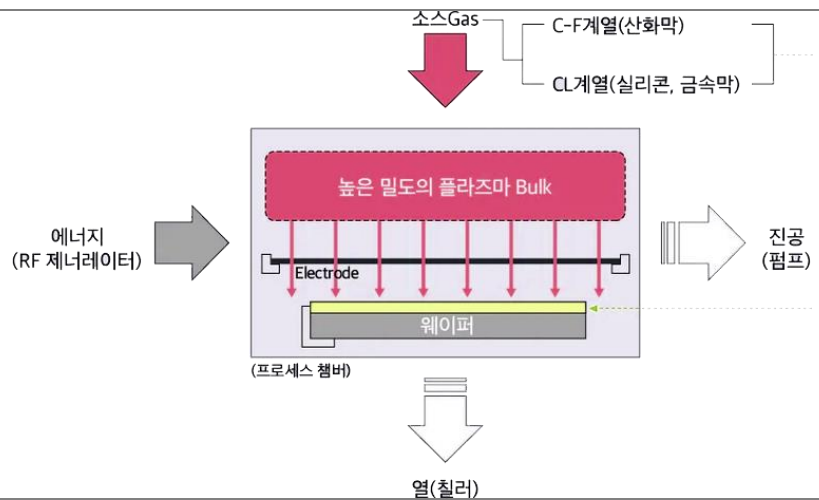 소스Gas
C-F계열(산화막)
CL계열(실리콘, 금속막)
높은 밀도의 플라즈마 Bulk
에너지
(RF 제너레이터)
진공
(펌프)
Electrode
웨이퍼
(프로세스 챔버)
열(칠러)